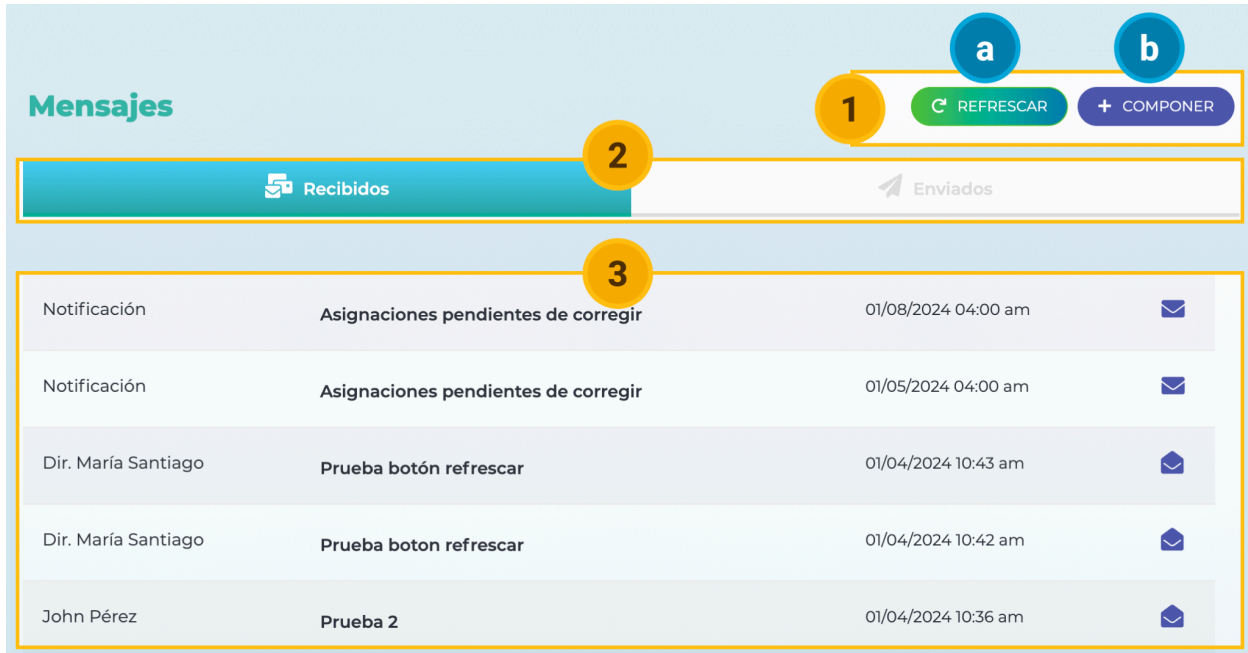 a b
Mensajes 1 REFRESCAR + COMPONER
2
Recibidos Enviados
3
Notificación Asignaciones pendientes de corregir 01/08/2024 04:00 am
Notificación Asignaciones pendientes de corregir 01/05/2024 04:00 am
Dir. María Santiago Prueba botón refrescar 01/04/2024 10:43 am
Dir. María Santiago Prueba boton refrescar 01/04/2024 10:42 am
John Pérez Prueba 2 01/04/2024 10:36 am